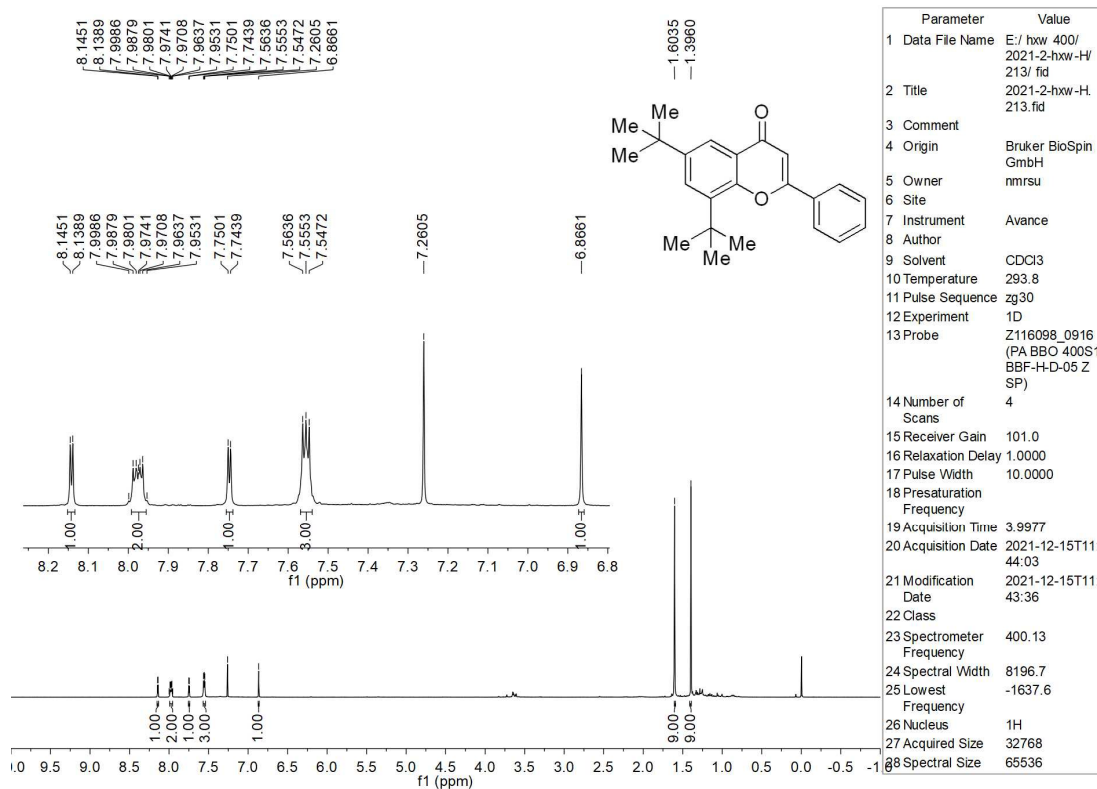 8.1451
8.1389
7.9986
7.9879
7.9801
7.9741
7.9708
7.9637
7.9531
7.7501
7.7439
7.5636
7.5553
7.5472
7.2605
6.8661
1.6035
1.3960
Me
Me
Me
O
O
Me
Me
Me
8.1451
8.1389
7.9986
7.9879
7.9801
7.9741
7.9708
7.9637
7.9531
7.7501
7.7439
7.5636
7.5553
7.5472
7.2605
6.8661
1.00
2.00
1.00
3.00
1.00
8.2 8.1 8.0 7.9 7.8 7.7 7.6 7.5 7.4 7.3 7.2 7.1 7.0 6.9 6.8
f1 (ppm)
1.00
2.00
1.00
3.00
1.00
9.00
9.00
0.0 9.5 9.0 8.5 8.0 7.5 7.0 6.5 6.0 5.5 5.0 4.5 4.0 3.5 3.0 2.5 2.0 1.5 1.0 0.5 0.0 -0.5 -1
f1 (ppm)
Parameter Value
1 Data File Name E:/ hxw 400/
2021-2-hxw-H/
213/ fid
2 Title 2021-2-hxw-H.
213.fid
3 Comment
4 Origin Bruker BioSpin
GmbH
5 Owner nmrsu
6 Site
7 Instrument Avance
8 Author
9 Solvent CDCl3
10 Temperature 293.8
11 Pulse Sequence zg30
12 Experiment 1D
13 Probe Z116098_0916
(PA BBO 400S1
BBF-H-D-05 Z
SP)
14 Number of 4
Scans
15 Receiver Gain 101.0
16 Relaxation Delay 1.0000
17 Pulse Width 10.0000
18 Presaturation
Frequency
19 Acquisition Time 3.9977
20 Acquisition Date 2021-12-15T11
44:03
21 Modification 2021-12-15T11
Date 43:36
22 Class
23 Spectrometer 400.13
Frequency
24 Spectral Width 8196.7
25 Lowest -1637.6
Frequency
26 Nucleus 1H
27 Acquired Size 32768
28 Spectral Size 65536